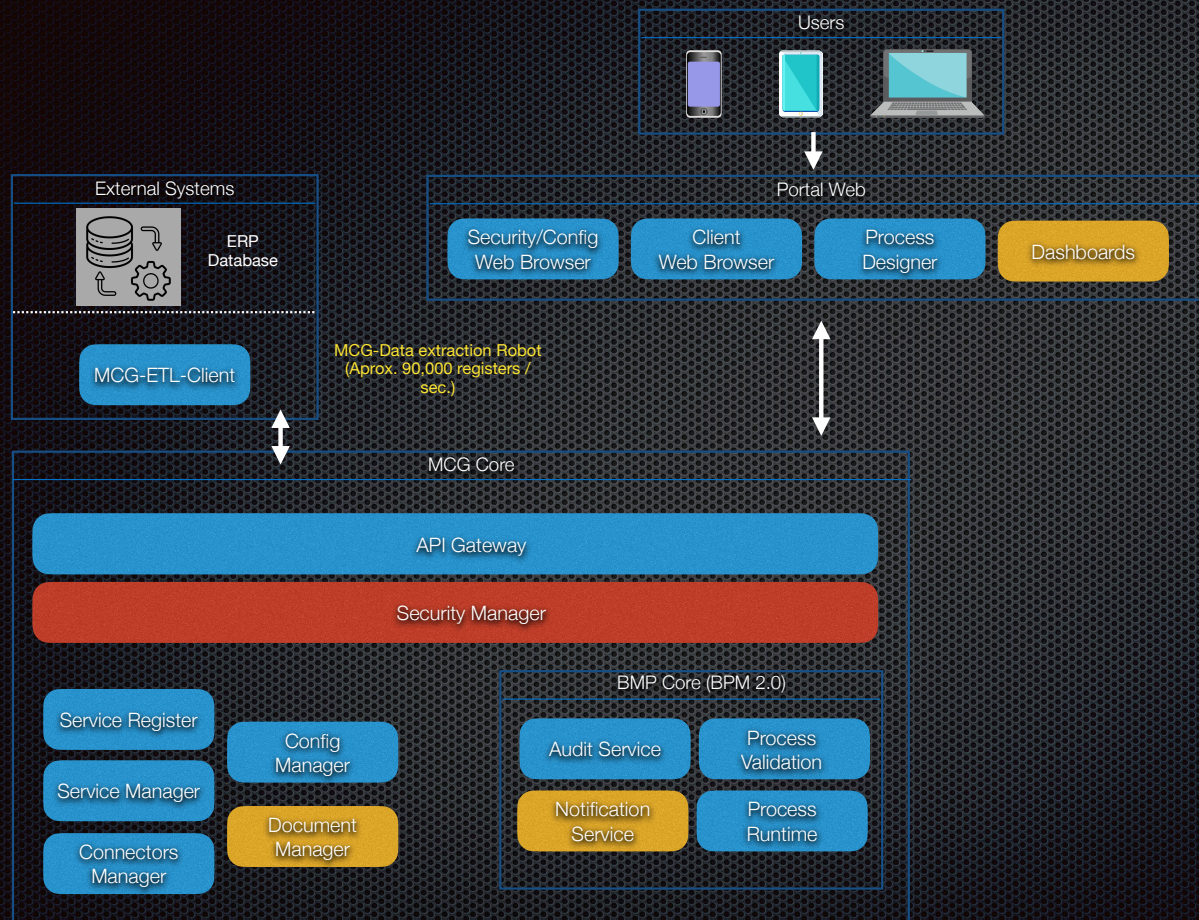 Users
External Systems
ERP
Database
MCG-ETL-Client
MCG-Data extraction Robot
(Aprox. 90,000 registers /
sec.)
Portal Web
Security/Config
Web Browser
Client
Web Browser
Process
Designer
Dashboards
MCG Core
API Gateway
Security Manager
Service Register
Service Manager
Connectors
Manager
Config
Manager
Document
Manager
BMP Core (BPM 2.0)
Audit Service
Process
Validation
Notification
Service
Process
Runtime